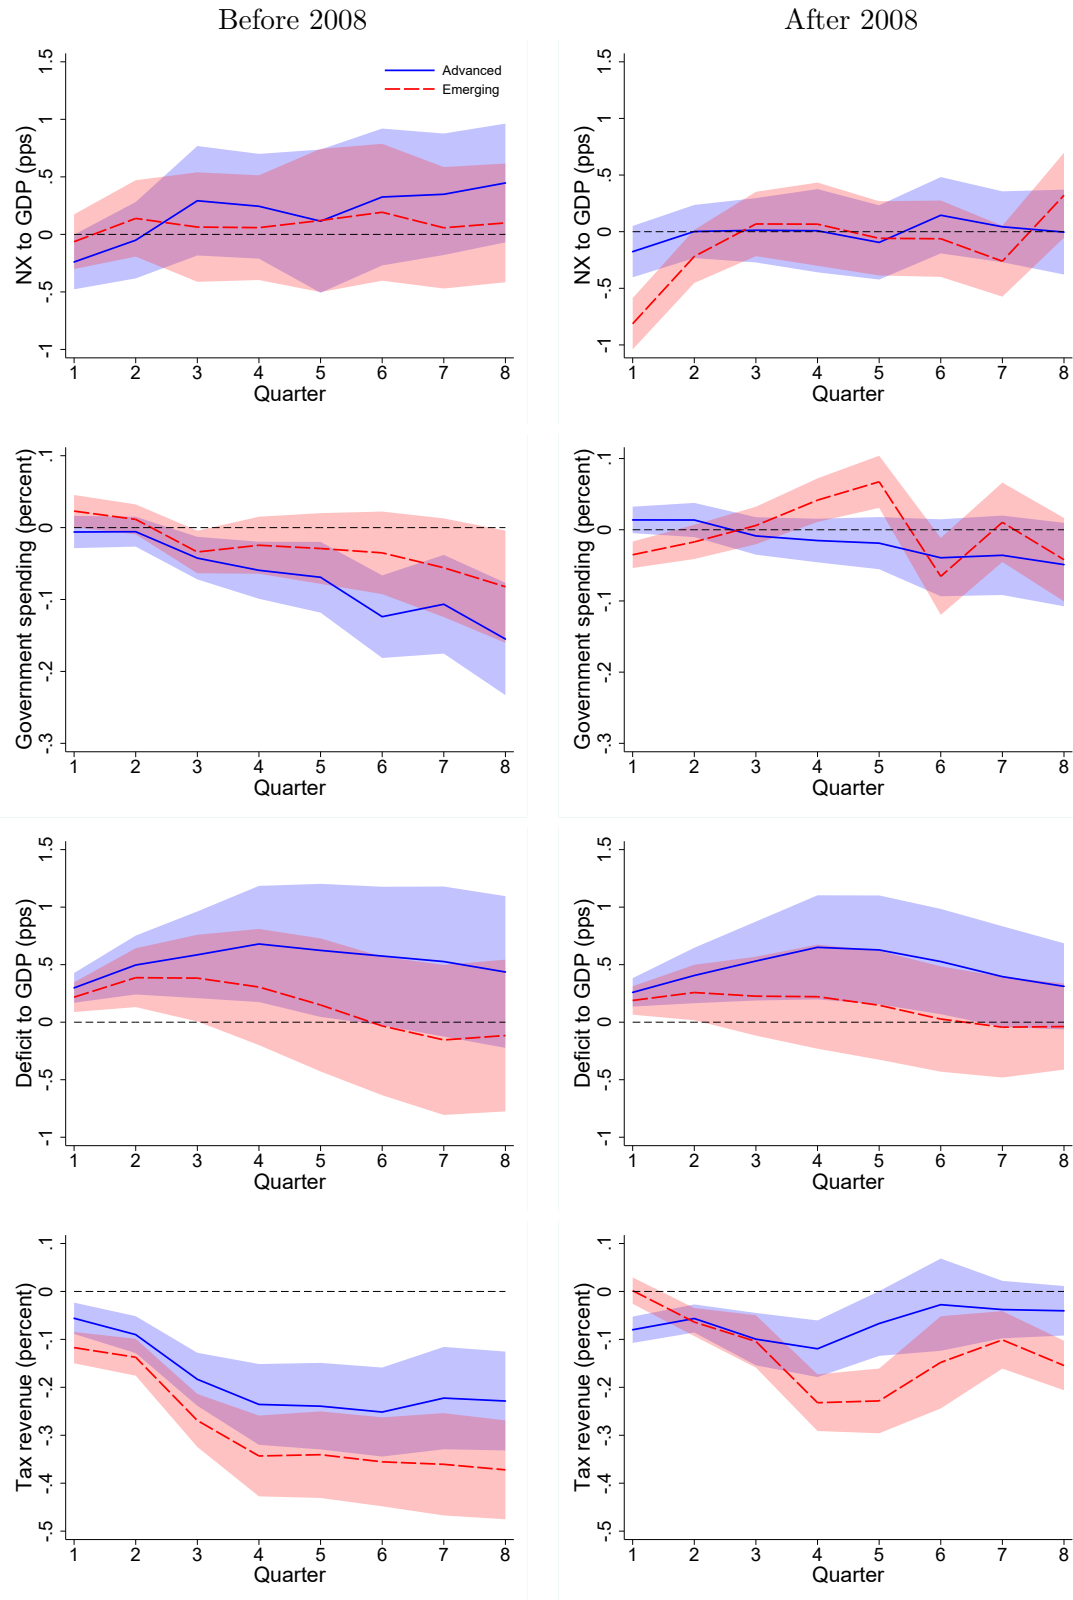 Before 2008
After 2008
NX to GDP (pps)
1.5
1
.5
0
-.5
-1
Advanced
Emerging
1 2 3 4 5 6 7 8
Quarter
NX to GDP (pps)
1.5
1
.5
0
-.5
-1
1 2 3 4 5 6 7 8
Quarter
Government spending (percent)
.1
0
-.1
-.2
-.3
1 2 3 4 5 6 7 8
Quarter
Government spending (percent)
.1
0
-.1
-.2
-.3
1 2 3 4 5 6 7 8
Quarter
Deficit to GDP (pps)
1.5
1
.5
0
-.5
-1
1 2 3 4 5 6 7 8
Quarter
Deficit to GDP (pps)
1.5
1
.5
0
-.5
-1
1 2 3 4 5 6 7 8
Quarter
Tax revenue (percent)
.1
0
-.1
-.2
-.3
-.4
-.5
1 2 3 4 5 6 7 8
Quarter
Tax revenue (percent)
.1
0
-.1
-.2
-.3
-.4
-.5
1 2 3 4 5 6 7 8
Quarter